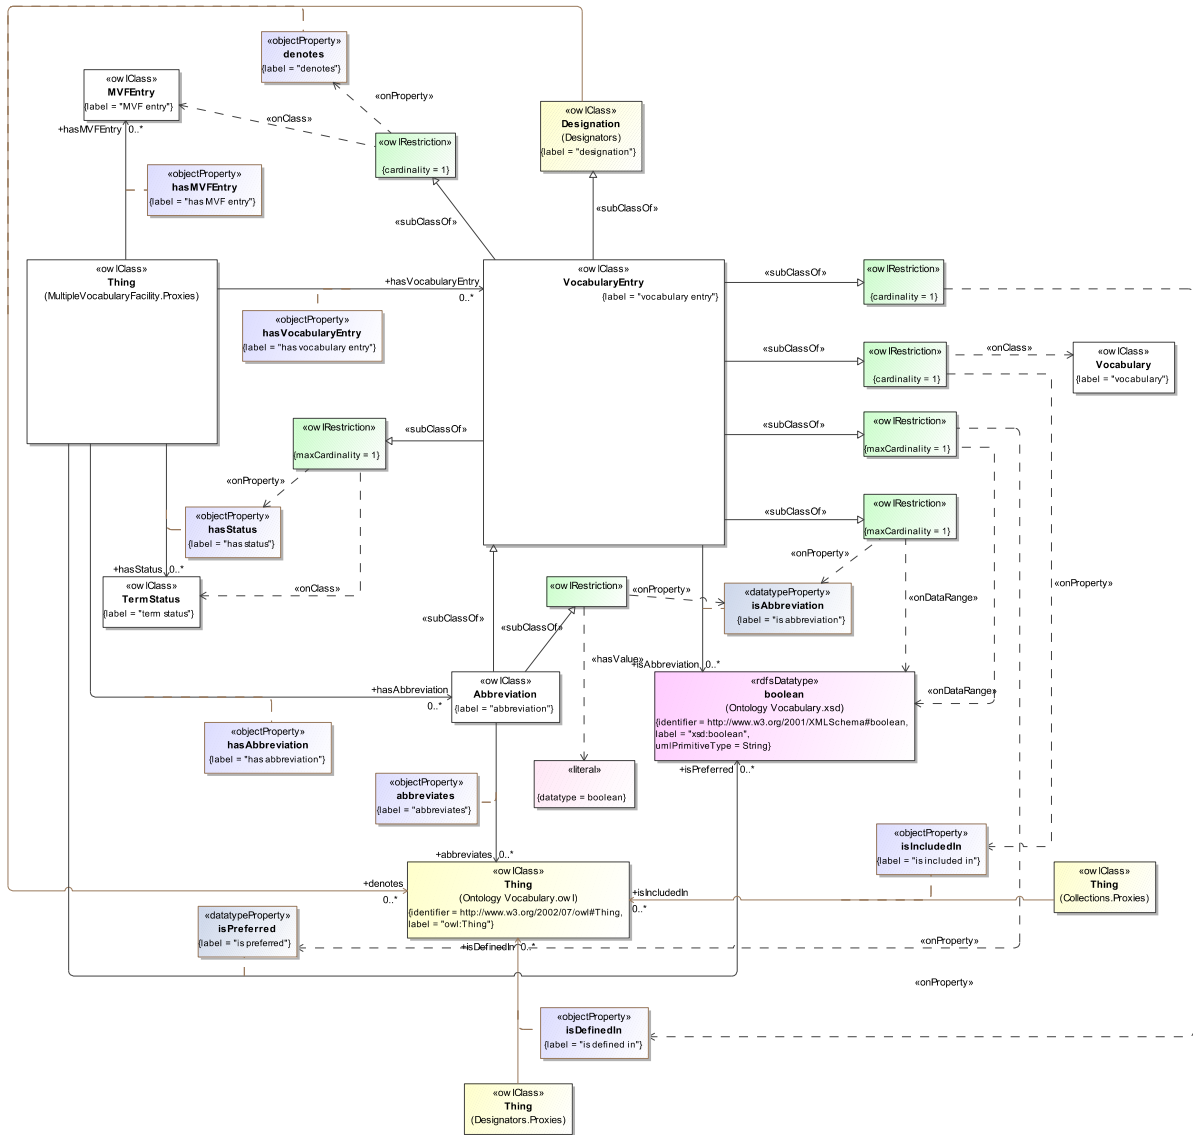 «objectProperty»
denotes
{label = "denotes"}
«owlClass»
MVFEntry
{label = "MVF entry"}
«onProperty»
«onClass»
+hasMVFEntry
0..*
«owlRestriction»
{cardinality = 1}
«owlClass»
Designation
(Designators)
{label = "designation"}
«objectProperty»
hasMVFEntry
{label = "has MVF entry"}
«subClassOf»
«subClassOf»
«owlClass»
Thing
(MultipleVocabularyFacility.Proxies)
+hasVocabularyEntry
0..*
«owlClass»
VocabularyEntry
{label = "vocabulary entry"}
«subClassOf»
«owlRestriction»
{cardinality = 1}
«objectProperty»
hasVocabularyEntry
{label = "has vocabulary entry"}
«subClassOf»
«owlRestriction»
{cardinality = 1}
«onClass»
«owlClass»
Vocabulary
{label = "vocabulary"}
«owlRestriction»
{maxCardinality = 1}
«subClassOf»
«subClassOf»
«owlRestriction»
{maxCardinality = 1}
«onProperty»
«objectProperty»
hasStatus
{label = "has status"}
«subClassOf»
«owlRestriction»
{maxCardinality = 1}
+hasStatus
0..*
«owlClass»
TermStatus
{label = "term status"}
«onClass»
«onProperty»
«owlRestriction»
«onProperty»
«datatypeProperty»
isAbbreviation
{label = "is abbreviation"}
«onProperty»
«onDataRange»
«subClassOf»
«subClassOf»
«hasValue»
+isAbbreviation
0..*
+hasAbbreviation
0..*
«owlClass»
Abbreviation
{label = "abbreviation"}
«rdfsDatatype»
boolean
(Ontology Vocabulary.xsd)
{identifier = http://www.w3.org/2001/XMLSchema#boolean,
label = "xsd:boolean",
umlPrimitiveType = String}
«onDataRange»
«objectProperty»
hasAbbreviation
{label = "has abbreviation"}
«objectProperty»
abbreviates
{label = "abbreviates"}
«literal»
{datatype = boolean}
+isPreferred
0..*
«objectProperty»
isIncludedIn
{label = "is included in"}
+abbreviates
0..*
+denotes
0..*
«owlClass»
Thing
(Ontology Vocabulary.owl)
{identifier = http://www.w3.org/2002/07/owl#Thing,
label = "owl:Thing"}
+isIncludedIn
0..*
«owlClass»
Thing
(Collections.Proxies)
«datatypeProperty»
isPreferred
{label = "is preferred"}
+isDefinedIn
0..*
«onProperty»
«onProperty»
«objectProperty»
isDefinedIn
{label = "is defined in"}
«owlClass»
Thing
(Designators.Proxies)